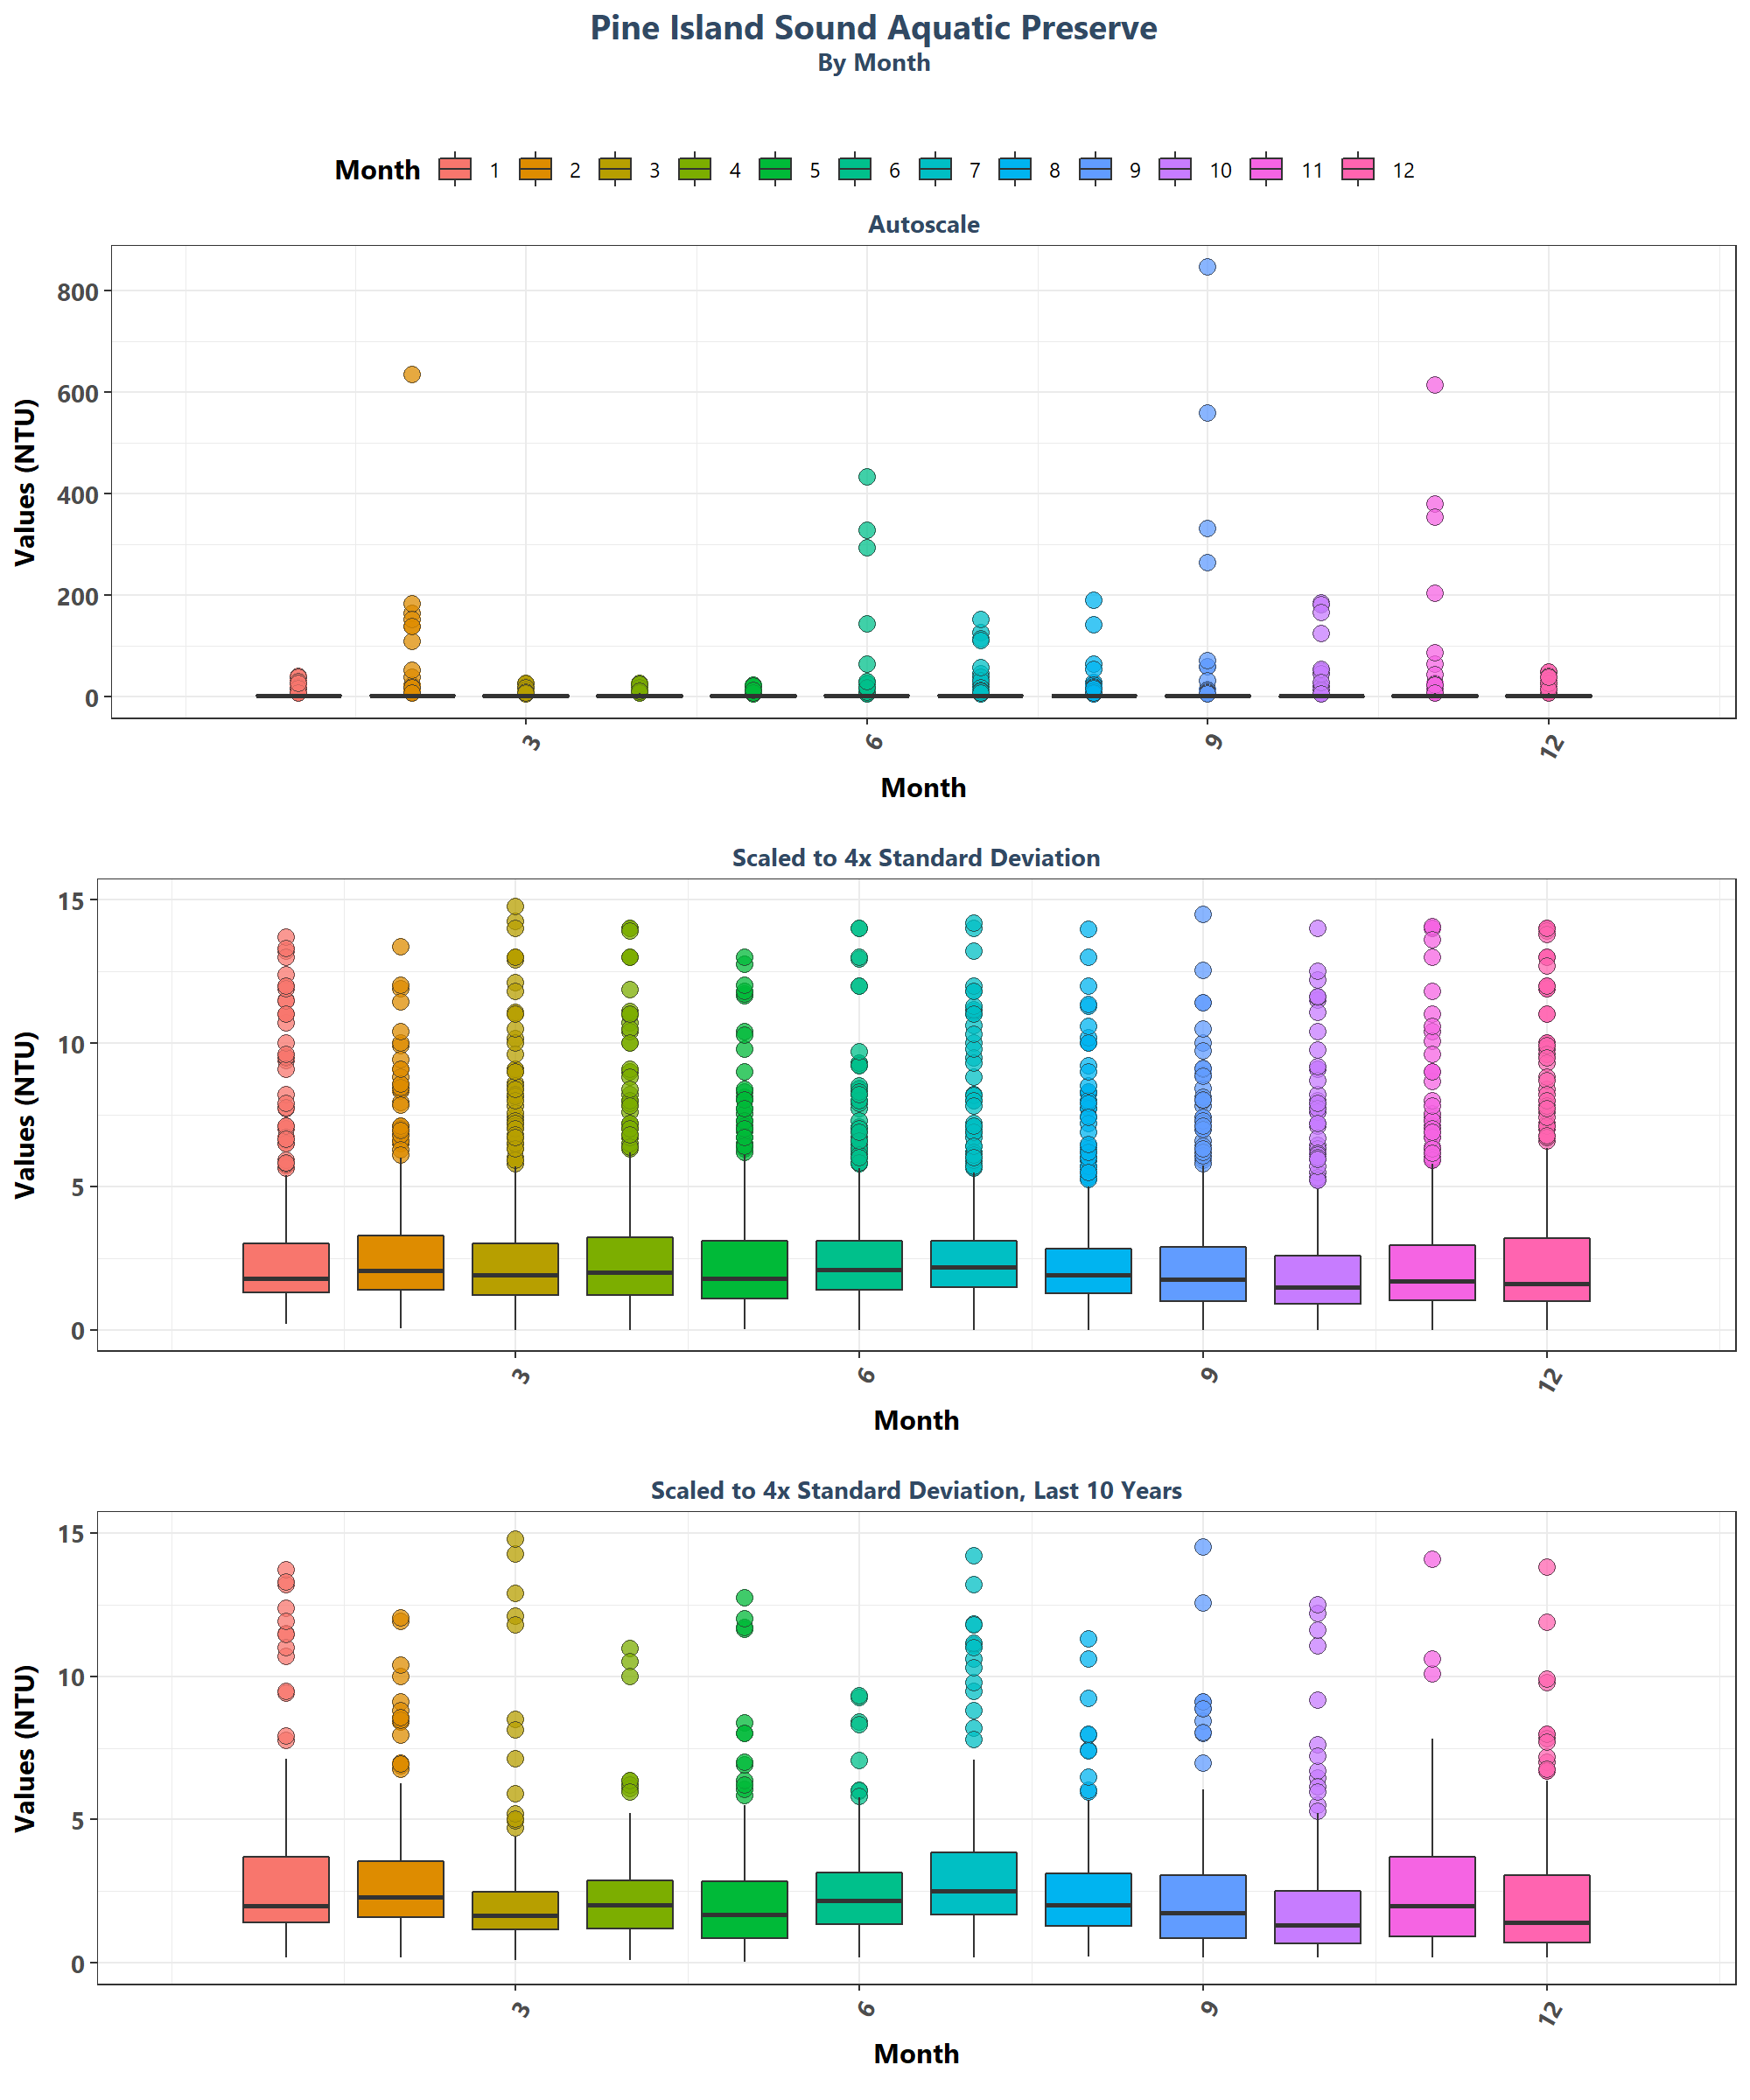 Pine Island Sound Aquatic Preserve
By Month
Month 1 2 3 4 5 6 7 8 9 10 11 12
Autoscale
Values (NTU)
800
600
400
200
0
3 6 9 12
Month
Scaled to 4x Standard Deviation
Values (NTU)
15
10
5
0
3 6 9 12
Month
Scaled to 4x Standard Deviation, Last 10 Years
Values (NTU)
15
10
5
0
3 6 9 12
Month